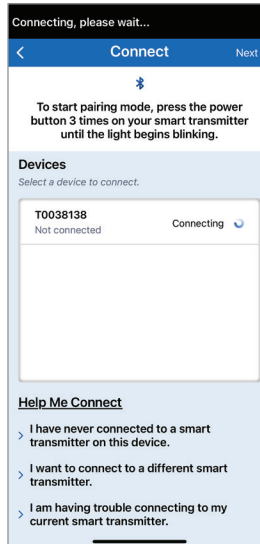 Connecting, please wait...
Connect
Next
To start pairing mode, press the power
button 3 times on your smart transmitter
until the light begins blinking.
Devices
Select a device to connect.
T0038138
Not connected
Connecting
Help Me Connect
I have never connected to a smart
transmitter on this device.
I want to connect to a different smart
transmitter.
I am having trouble connecting to my
current smart transmitter.